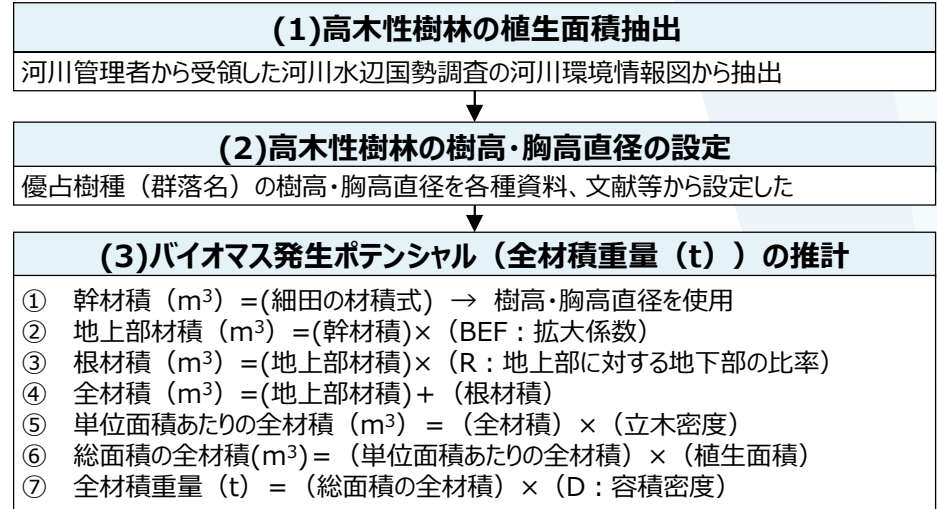 (1)高木性樹林の植生面積抽出
河川管理者から受領した河川水辺国勢調査の河川環境情報図から抽出
(2)高木性樹林の樹高･胸高直径の設定
優占樹種（群落名）の樹高･胸高直径を各種資料、文献等から設定した
(3)バイオマス発生ポテンシャル（全材積重量（t））の推計
① 幹材積（m³）=(細田の材積式) → 樹高･胸高直径を使用
② 地上部材積（m³）=(幹材積)×（BEF：拡大係数）
③ 根材積（m³）=(地上部材積)×（R：地上部に対する地下部の比率）
④ 全材積（m³）=(地上部材積)+（根材積）
⑤ 単位面積あたりの全材積（m³）=（全材積）×（立木密度）
⑥ 総面積の全材積(m³)=（単位面積あたりの全材積）×（植生面積）
⑦ 全材積重量（t）=（総面積の全材積）×（D：容積密度）